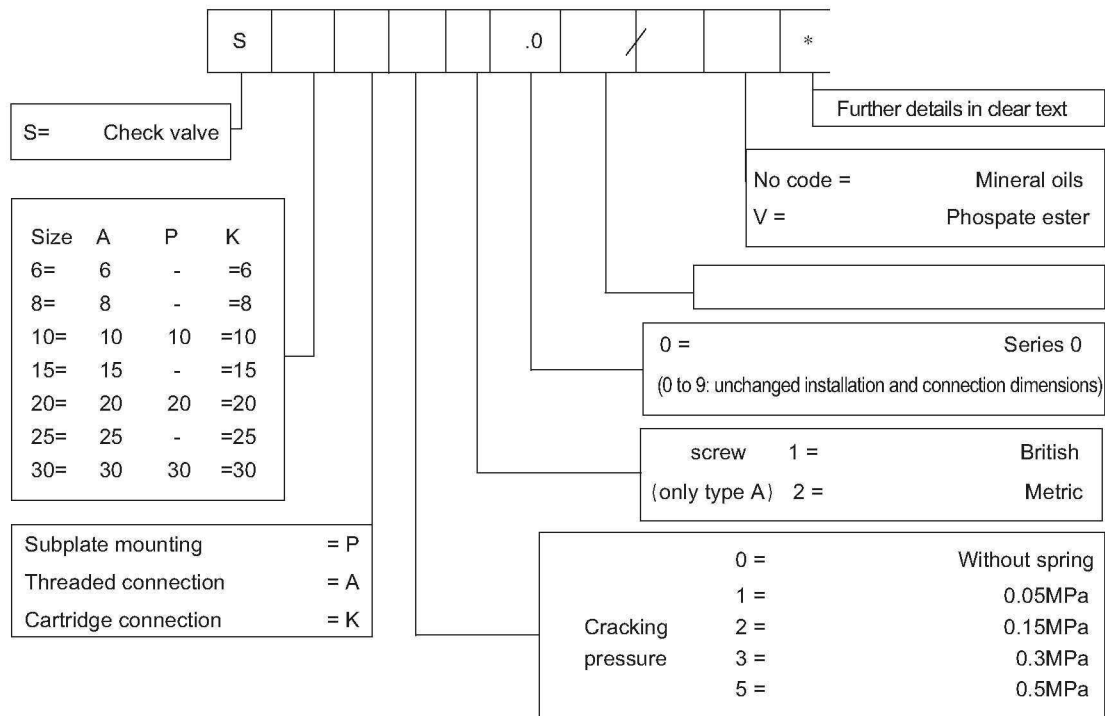 S .0 / *
Further details in clear text
S= Check valve
No code = Mineral oils
V = Phospate ester
Size A P K
6= 6 - =6
8= 8 - =8
10= 10 10 =10
15= 15 - =15
20= 20 20 =20
25= 25 - =25
30= 30 30 =30
0 = Series 0
(0 to 9: unchanged installation and connection dimensions)
screw 1 = British
(only type A) 2 = Metric
Subplate mounting = P
Threaded connection = A
Cartridge connection = K
0 = Without spring
1 = 0.05MPa
Cracking 2 = 0.15MPa
pressure 3 = 0.3MPa
5 = 0.5MPa